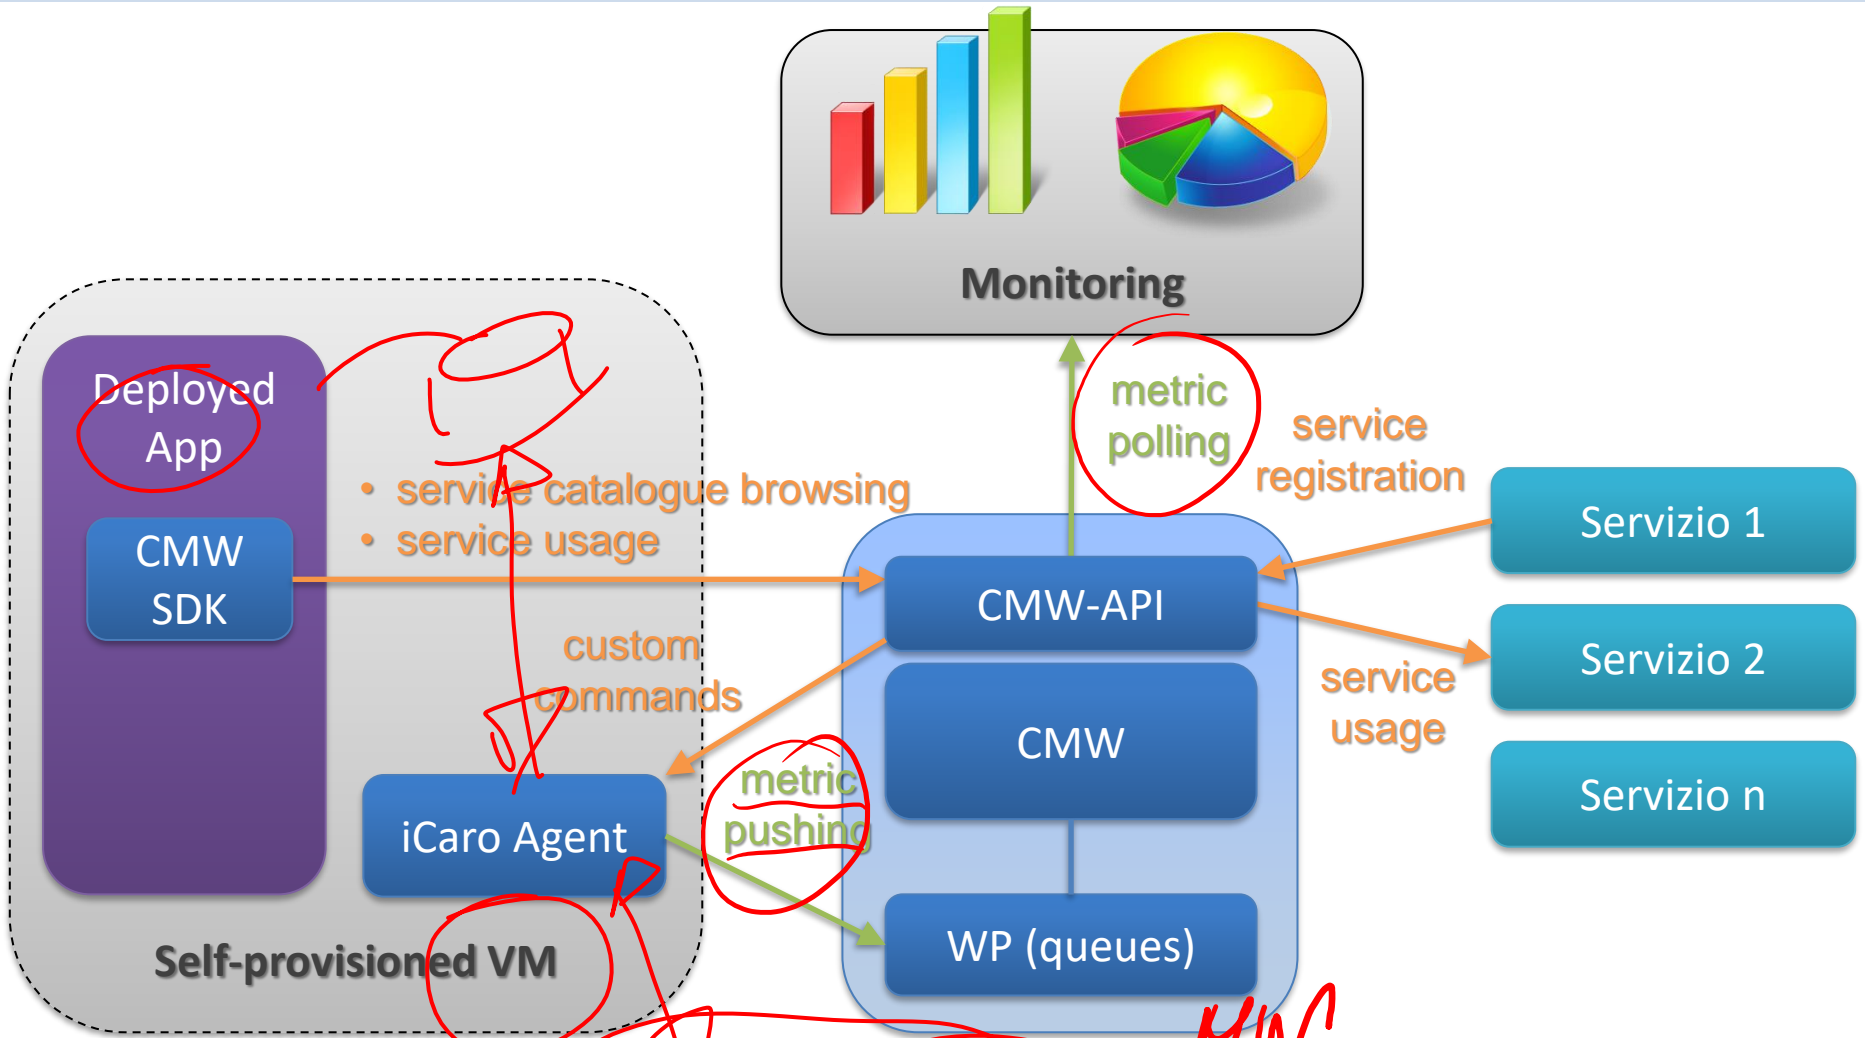 Monitoring
Deployed
App
CMW
SDK
• service catalogue browsing
• service usage
custom
commands
iCaro Agent
Self-provisioned VM
metric
pushing
metric
polling
service
registration
CMW-API
CMW
WP (queues)
service
usage
Servizio 1
Servizio 2
Servizio n